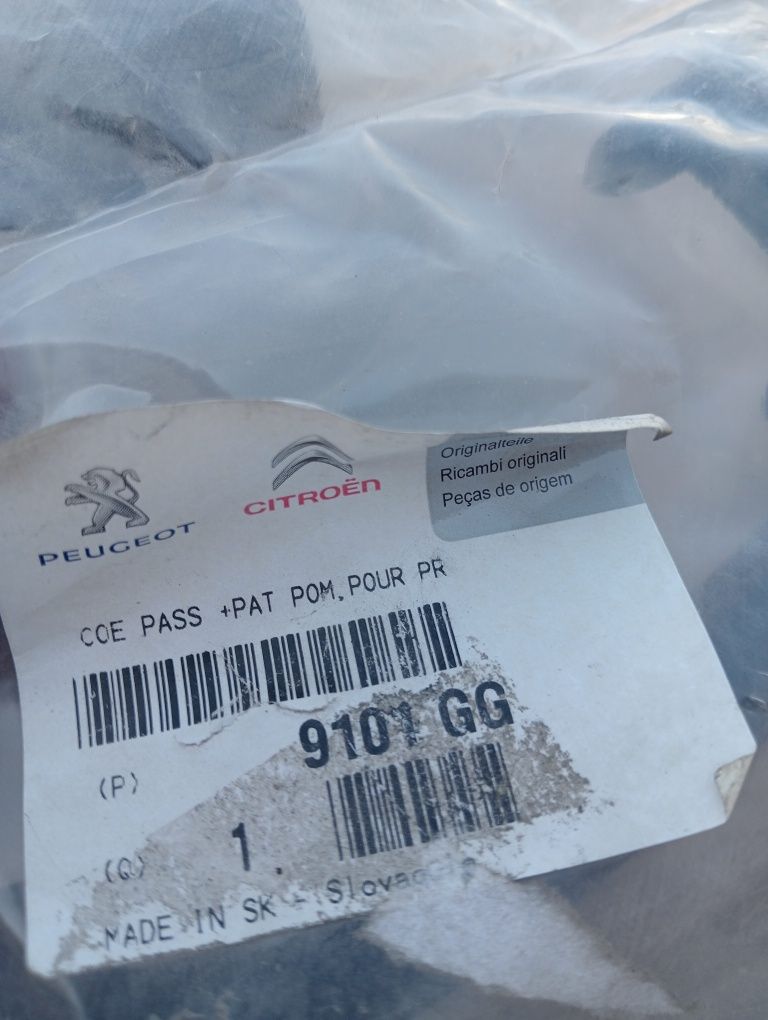 PEUGEOT
CITROËN
Originalteile
Ricambi originali
Peças de origem
COE PASS +PAT POM.POUR PR
9101 GG
(P)
(Q) 1
MADE IN SK - Slovaquie